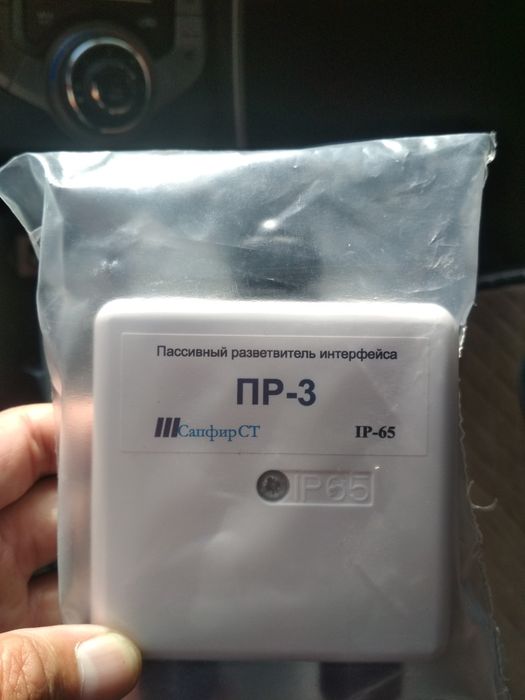 Пассивный разветвитель интерфейса
ПР-3
Сапфир СТ IP-65
IP65